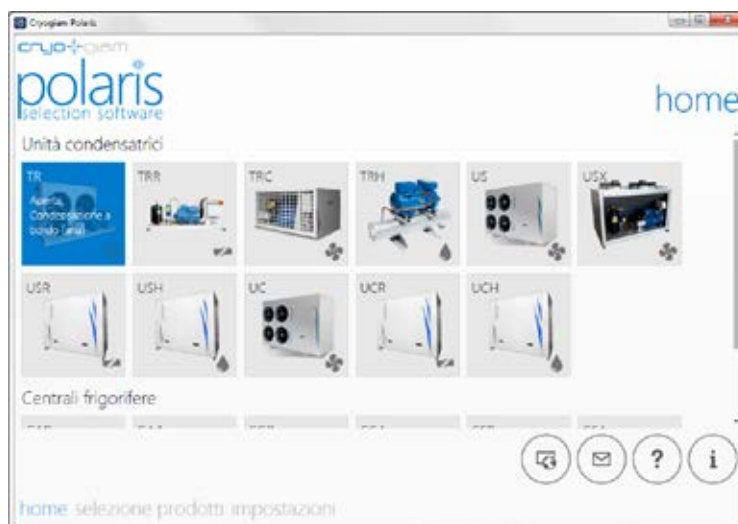 Cryogiam Polaris
cryo giam
polaris
selection software
home
Unità condensatrici
TR
Aperta,
Condensazione a
bordo (aria)
TRR
TRC
TRH
US
USX
USR
USH
UC
UCR
UCH
Centrali frigorifere
?
i
home selezione prodotti impostazioni